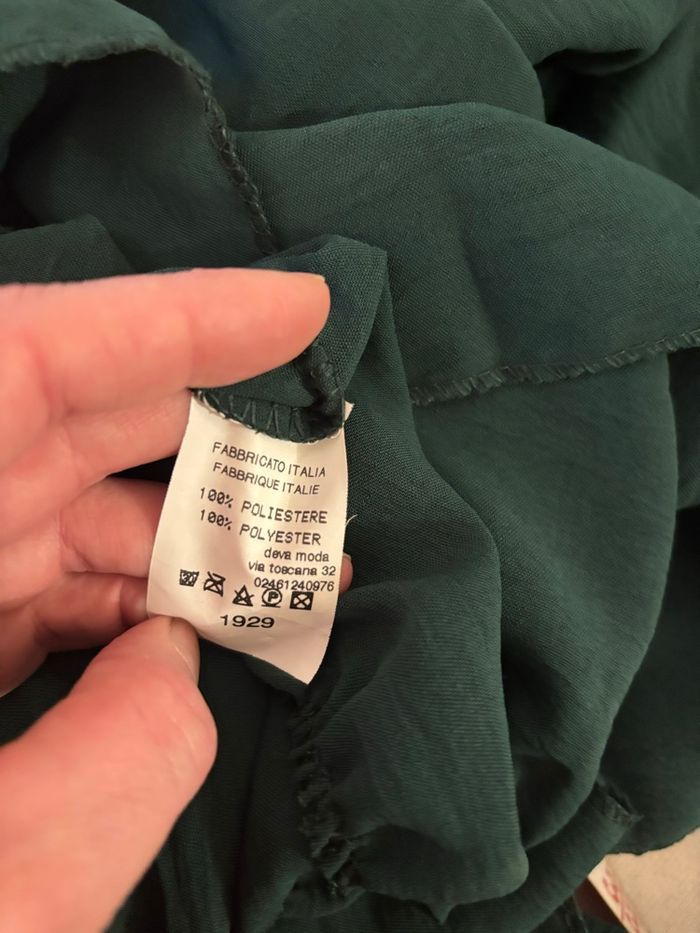 FABBRICATO ITALIA
FABBRIQUE ITALIE
100% POLIESTERE
100% POLYESTER
deva moda
via toscana 32
02461240976
P
1929